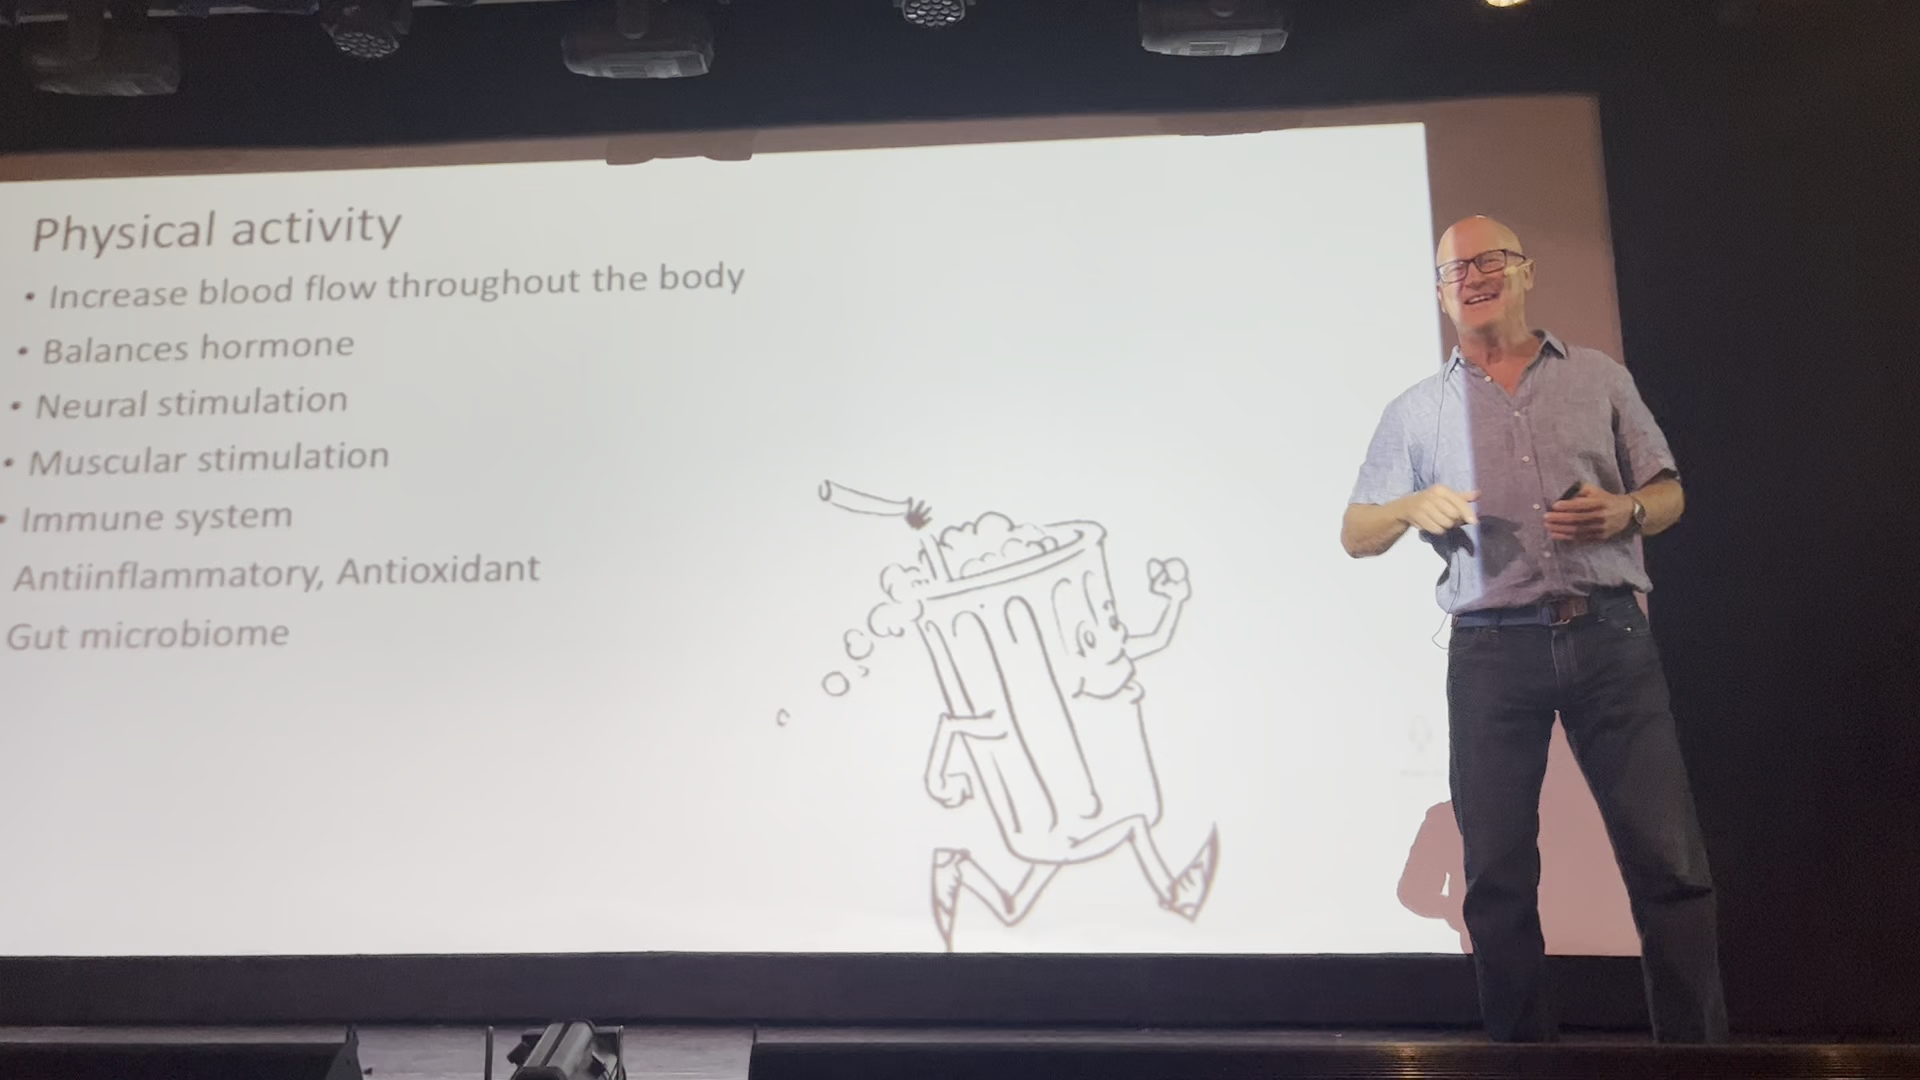 Physical activity
• Increase blood flow throughout the body
• Balances hormone
• Neural stimulation
• Muscular stimulation
• Immune system
Antiinflammatory, Antioxidant
Gut microbiome